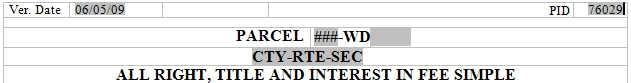 Ver. Date 06/05/09 PID 76029
PARCEL ###-WD
CTY-RTE-SEC
ALL RIGHT, TITLE AND INTEREST IN FEE SIMPLE